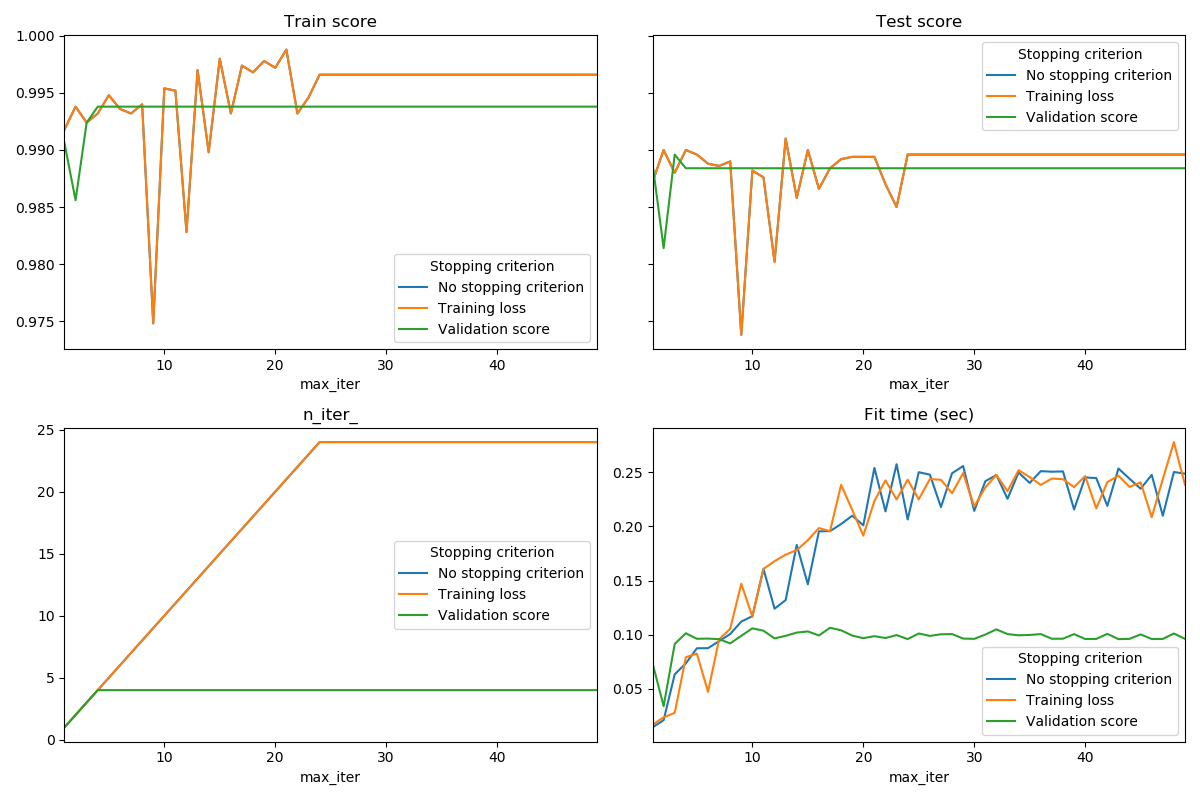 Train score
1.000
0.995
0.990
0.985
0.980
0.975
Stopping criterion
No stopping criterion
Training loss
Validation score
10 20 30 40
max_iter
Test score
Stopping criterion
No stopping criterion
Training loss
Validation score
10 20 30 40
max_iter
n_iter_
25
20
15
10
5
0
Stopping criterion
No stopping criterion
Training loss
Validation score
10 20 30 40
max_iter
Fit time (sec)
0.25
0.20
0.15
0.10
0.05
Stopping criterion
No stopping criterion
Training loss
Validation score
10 20 30 40
max_iter